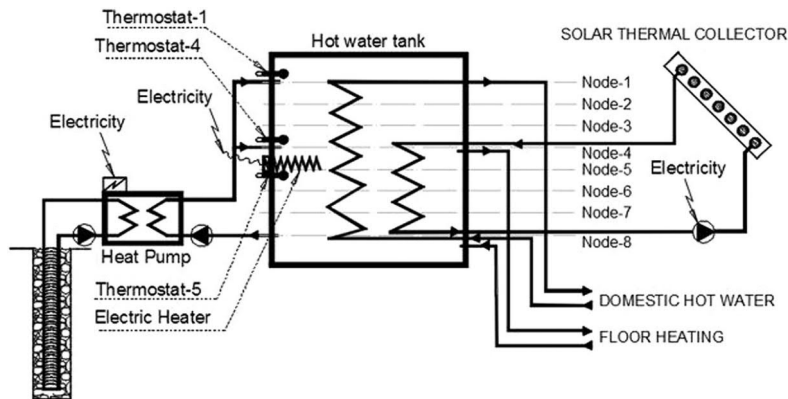 Thermostat-1
Hot water tank
SOLAR THERMAL COLLECTOR
Thermostat-4
Node-1
Electricity
Node-2
Electricity
Node-3
Node-4
Electricity
Node-5
Node-6
Node-7
Node-8
Heat Pump
Thermostat-5
DOMESTIC HOT WATER
Electric Heater
FLOOR HEATING